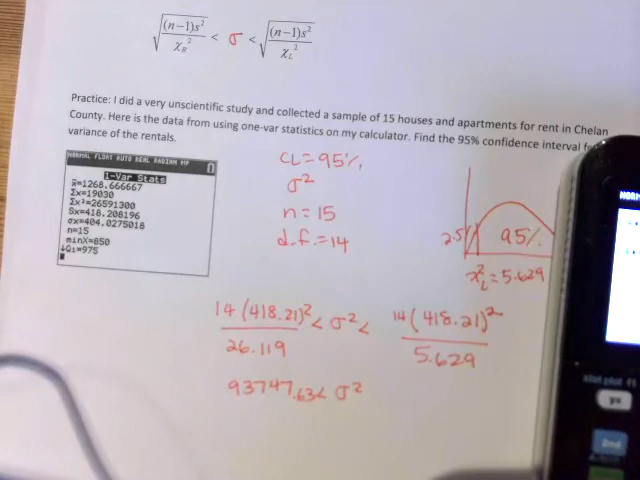 √(n−1)s²/χR² < σ < √(n−1)s²/χL²
Practice: I did a very unscientific study and collected a sample of 15 houses and apartments for rent in Chelan
County. Here is the data from using one-var statistics on my calculator. Find the 95% confidence interval
variance of the rentals.
NORMAL FLOAT AUTO REAL RADIAN MP
1-Var Stats
x̄=1268.666667
Σx=19030
Σx²=26591300
Sx=418.208196
σx=404.0275018
n=15
minX=850
↓Q1=975
CL=95%
σ²
n=15
d.f.=14
2.5%
95%
x²L=5.629
14(418.21)²/26.119 < σ² < 14(418.21)²/5.629
93747.63< σ²
2nd